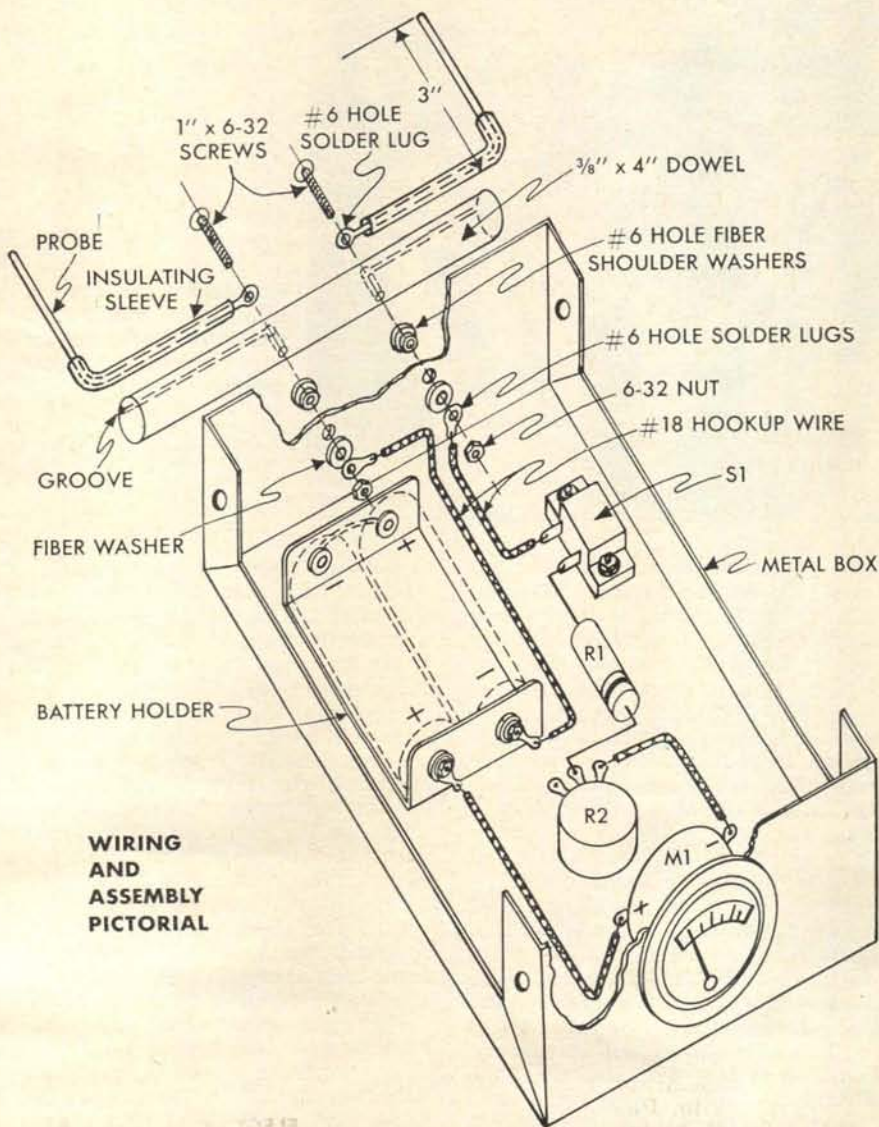 3"
#6 HOLE
SOLDER LUG
1" x 6-32
SCREWS
3/8" x 4" DOWEL
PROBE
INSULATING
SLEEVE
#6 HOLE FIBER
SHOULDER WASHERS
#6 HOLE SOLDER LUGS
6-32 NUT
#18 HOOKUP WIRE
GROOVE
S1
FIBER WASHER
METAL BOX
+
−
R1
−
+
BATTERY HOLDER
R2
−
M1
+
WIRING
AND
ASSEMBLY
PICTORIAL